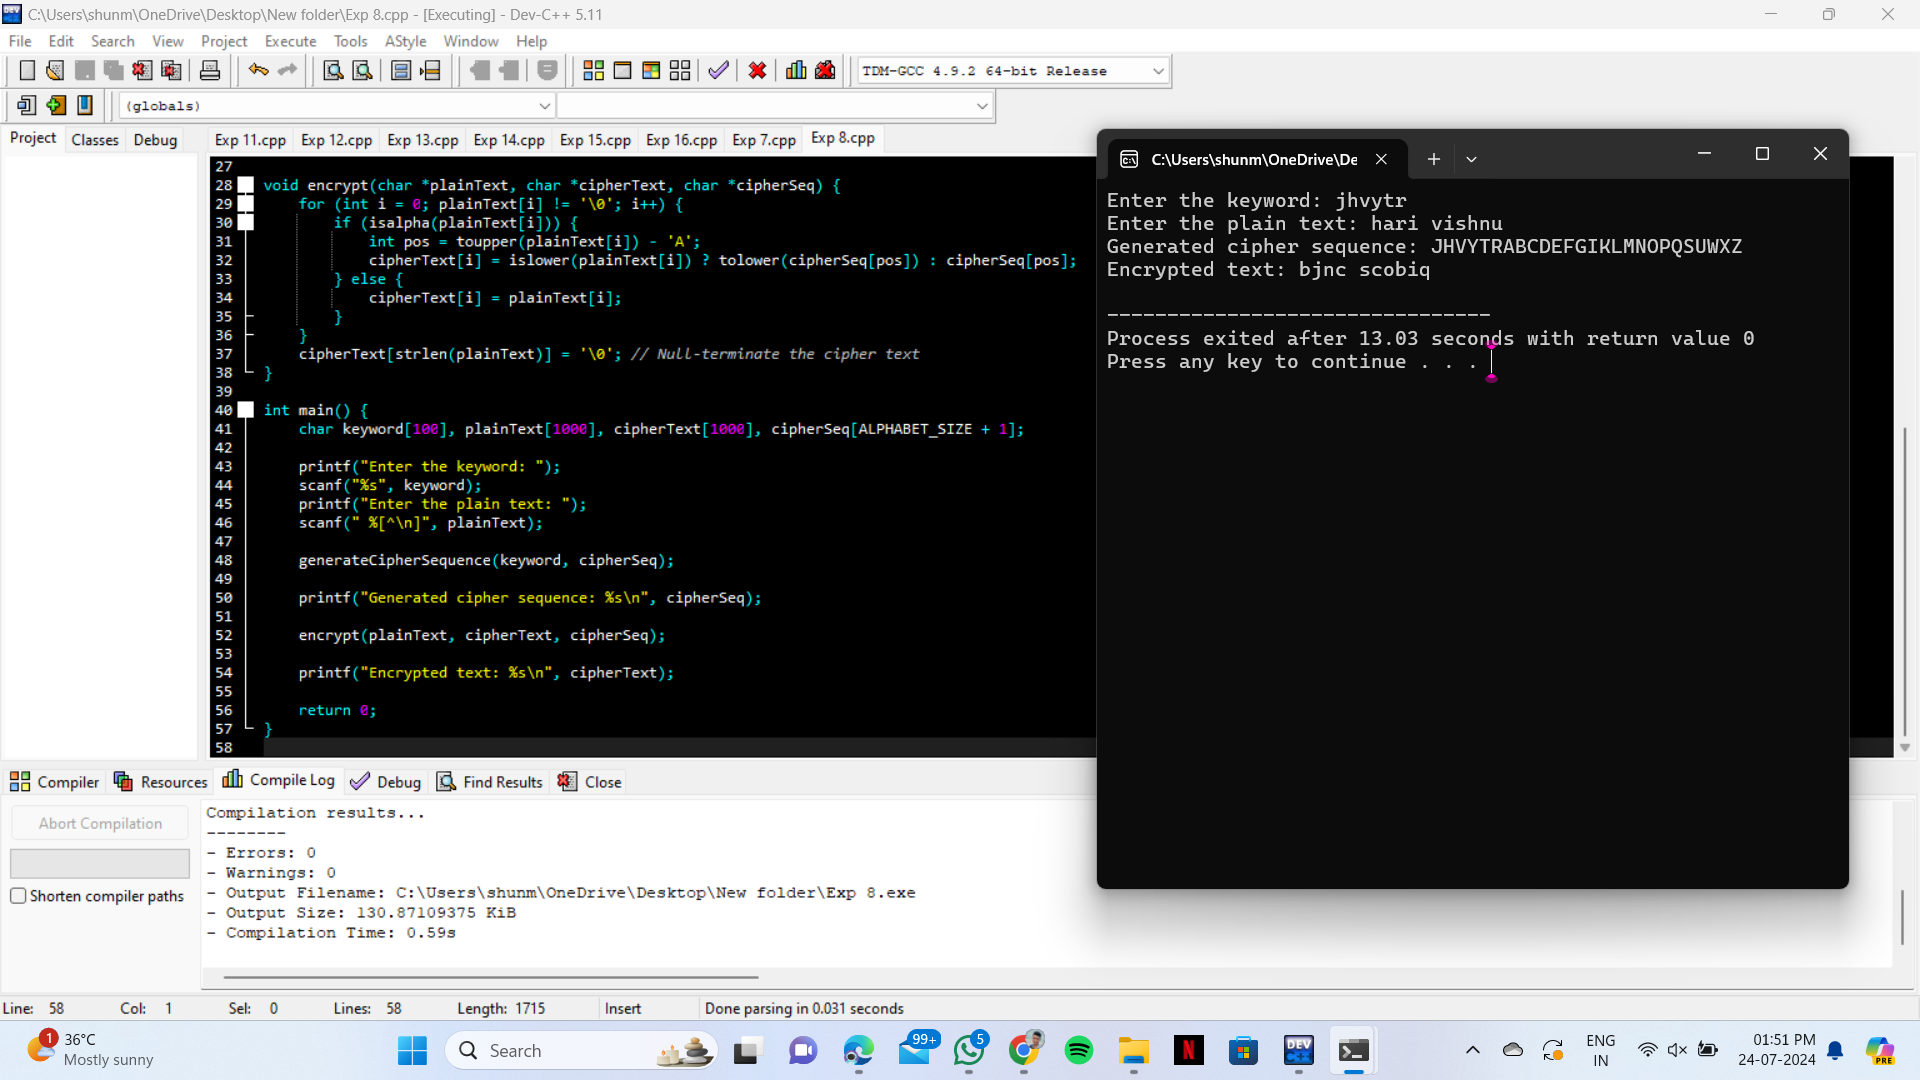 C:\Users\shunm\OneDrive\Desktop\New folder\Exp 8.cpp - [Executing] - Dev-C++ 5.11
File Edit Search View Project Execute Tools AStyle Window Help
TDM-GCC 4.9.2 64-bit Release
(globals)
Project Classes Debug
Exp 11.cpp Exp 12.cpp Exp 13.cpp Exp 14.cpp Exp 15.cpp Exp 16.cpp Exp 7.cpp Exp 8.cpp
27
28 void encrypt(char *plainText, char *cipherText, char *cipherSeq) {
29 for (int i = 0; plainText[i] != '\0'; i++) {
30 if (isalpha(plainText[i])) {
31 int pos = toupper(plainText[i]) - 'A';
32 cipherText[i] = islower(plainText[i]) ? tolower(cipherSeq[pos]) : cipherSeq[pos];
33 } else {
34 cipherText[i] = plainText[i];
35 }
36 }
37 cipherText[strlen(plainText)] = '\0'; // Null-terminate the cipher text
38 }
39
40 int main() {
41 char keyword[100], plainText[1000], cipherText[1000], cipherSeq[ALPHABET_SIZE + 1];
42
43 printf("Enter the keyword: ");
44 scanf("%s", keyword);
45 printf("Enter the plain text: ");
46 scanf(" %[^\n]", plainText);
47
48 generateCipherSequence(keyword, cipherSeq);
49
50 printf("Generated cipher sequence: %s\n", cipherSeq);
51
52 encrypt(plainText, cipherText, cipherSeq);
53
54 printf("Encrypted text: %s\n", cipherText);
55
56 return 0;
57 }
58
C:\Users\shunm\OneDrive\De
Enter the keyword: jhvytr
Enter the plain text: hari vishnu
Generated cipher sequence: JHVYTRABCDEFGIKLMNOPQSUWXZ
Encrypted text: bjnc scobiq
--------------------------------
Process exited after 13.03 seconds with return value 0
Press any key to continue . . .
Compiler Resources Compile Log Debug Find Results Close
Abort Compilation
Shorten compiler paths
Compilation results...
--------
- Errors: 0
- Warnings: 0
- Output Filename: C:\Users\shunm\OneDrive\Desktop\New folder\Exp 8.exe
- Output Size: 130.87109375 KiB
- Compilation Time: 0.59s
Line: 58 Col: 1 Sel: 0 Lines: 58 Length: 1715 Insert Done parsing in 0.031 seconds
1
36°C
Mostly sunny
Search
99+
5
N
DEV C++
ENG
IN
01:51 PM
24-07-2024
PRE